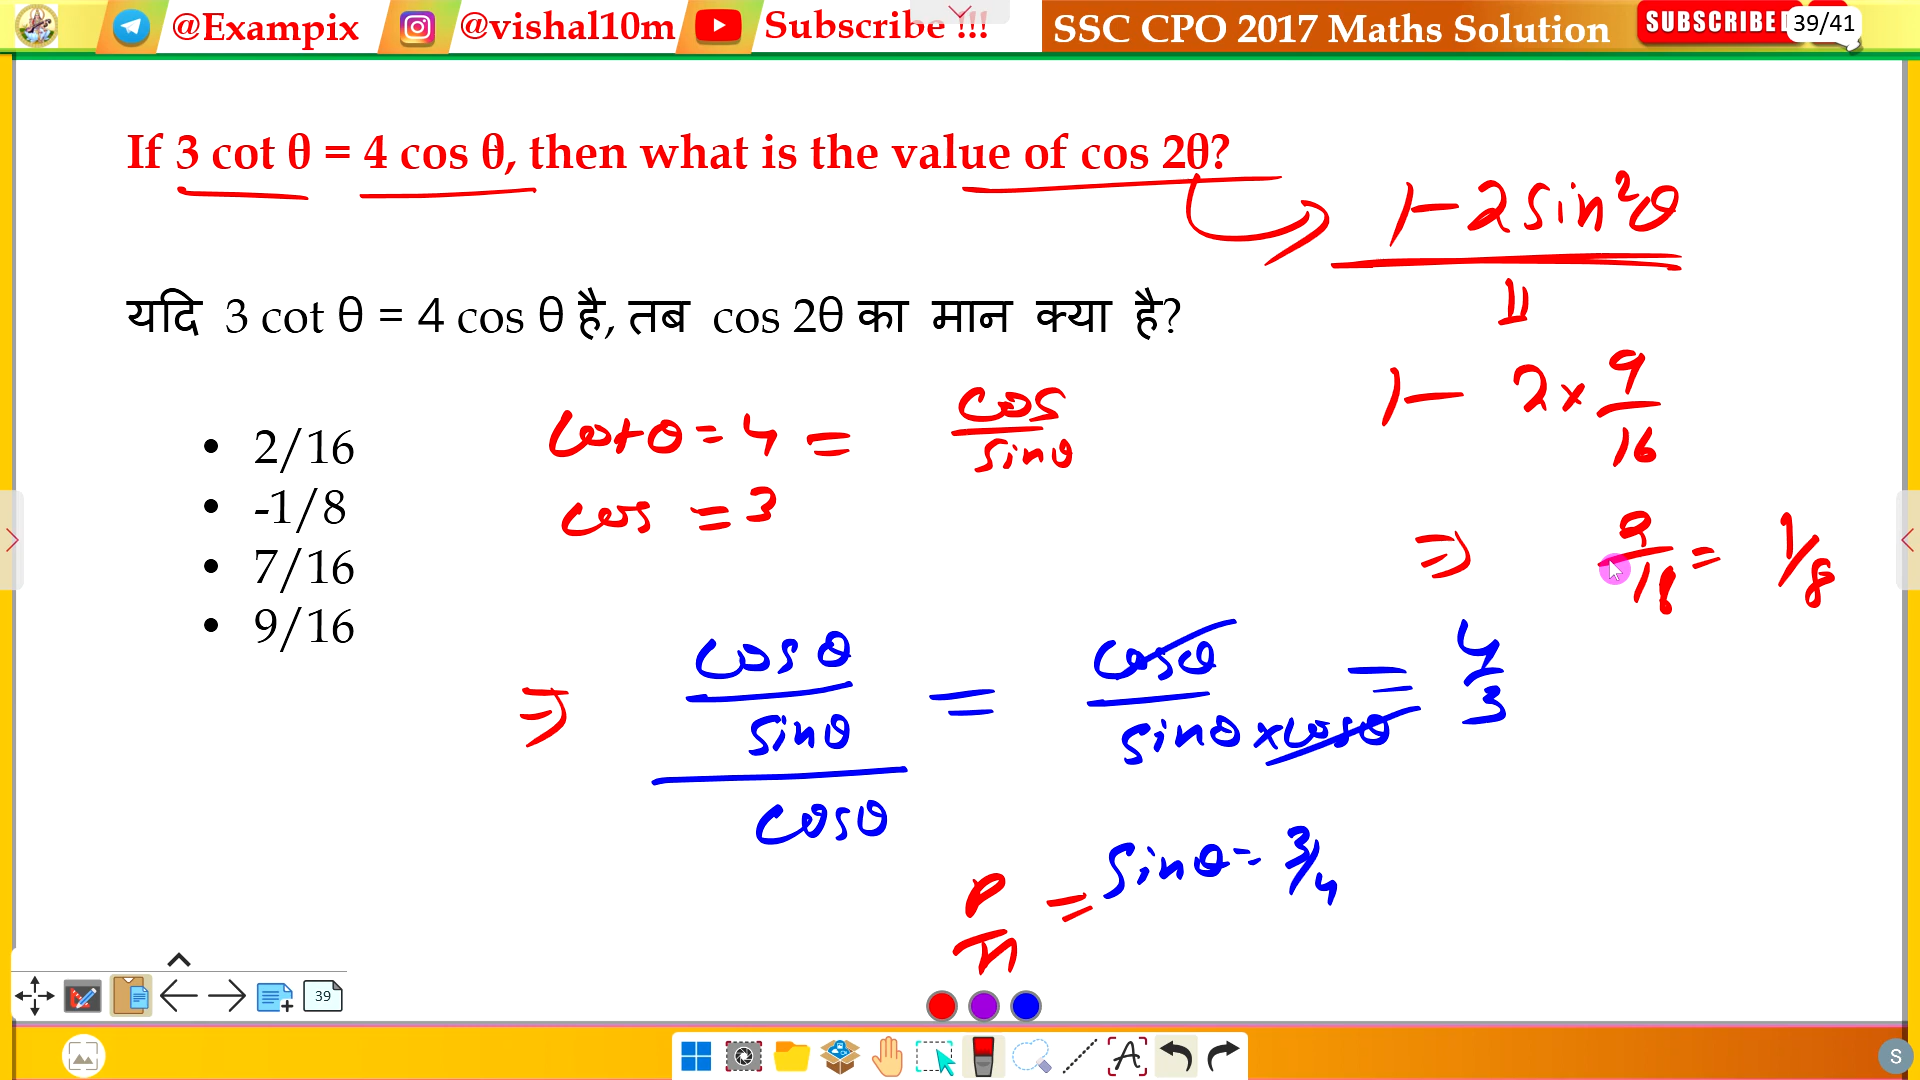 @Exampix @vishal10m Subscribe !!! SSC CPO 2017 Maths Solution SUBSCRIBE 39/41
If 3 cot θ = 4 cos θ, then what is the value of cos 2θ?
1-2sin²θ
यदि 3 cot θ = 4 cos θ है, तब cos 2θ का मान क्या है?
1- 2×9/16
• 2/16
• -1/8
• 7/16
• 9/16
cotθ = 4 = cos/sinθ
cos = 3
⇒ 9/18 = 1/8
⇒ cosθ/sinθ/cosθ = cosθ/sinθ×cosθ = 4/3
= sinθ = 3/4
39
S